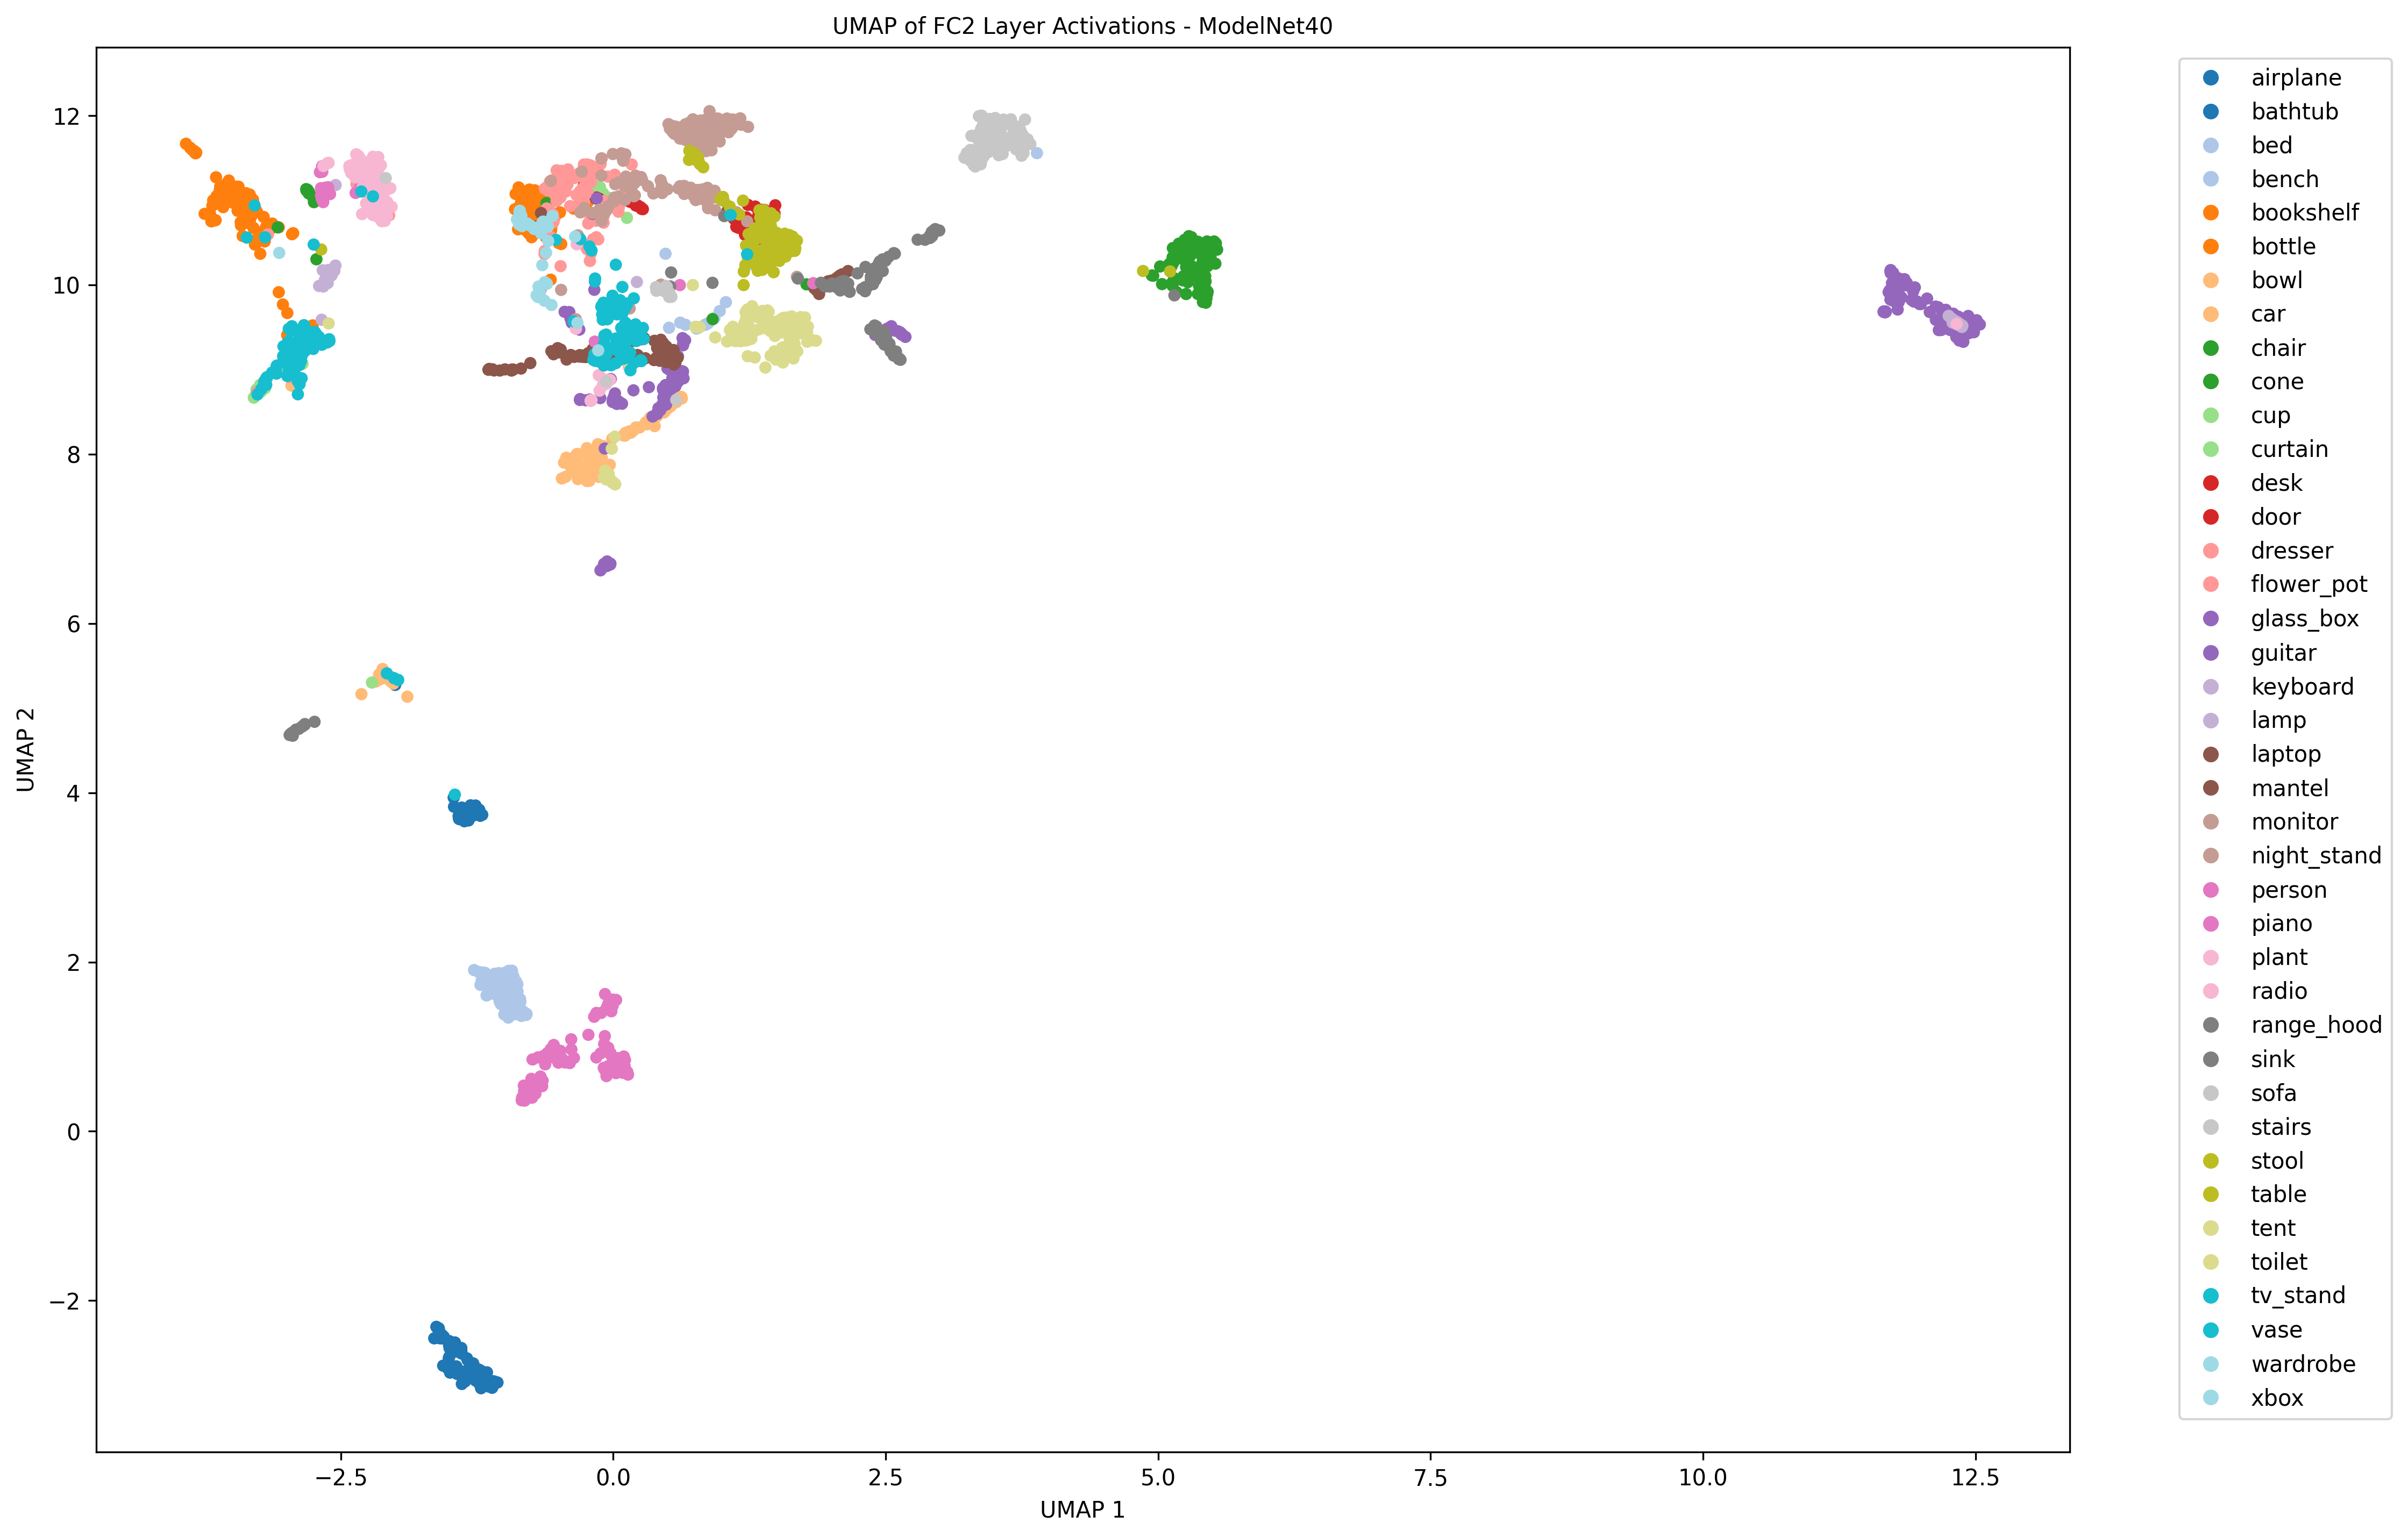 UMAP of FC2 Layer Activations - ModelNet40
12
10
8
6
4
2
0
−2
UMAP 2
−2.5
0.0
2.5
5.0
7.5
10.0
12.5
UMAP 1
airplane
bathtub
bed
bench
bookshelf
bottle
bowl
car
chair
cone
cup
curtain
desk
door
dresser
flower_pot
glass_box
guitar
keyboard
lamp
laptop
mantel
monitor
night_stand
person
piano
plant
radio
range_hood
sink
sofa
stairs
stool
table
tent
toilet
tv_stand
vase
wardrobe
xbox